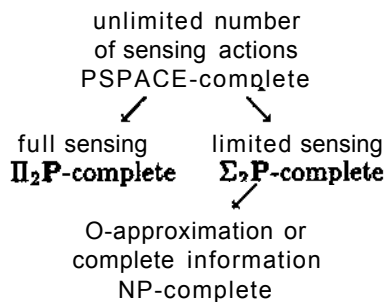 unlimited number
of sensing actions
PSPACE-complete
full sensing
Π₂P-complete
limited sensing
Σ₂P-complete
O-approximation or
complete information
NP-complete